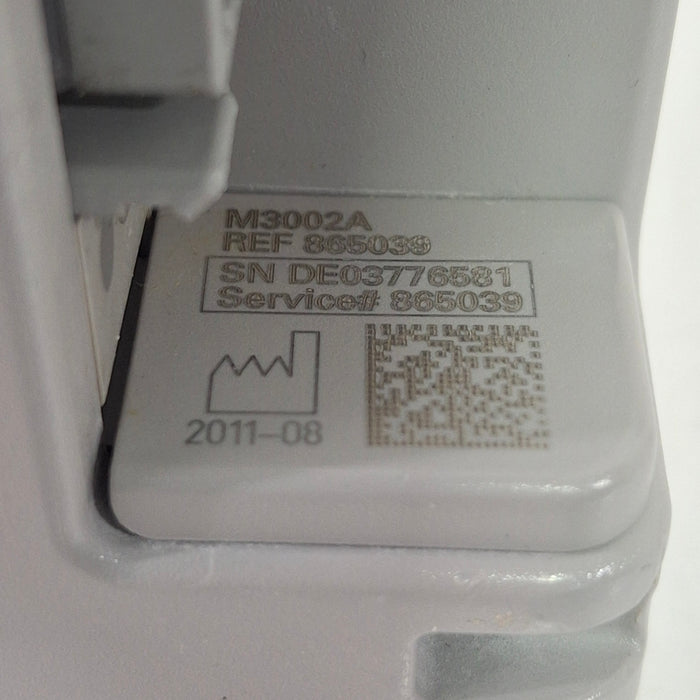 M3002A
REF 865039
SN DE03776581
Service# 865039
2011-08